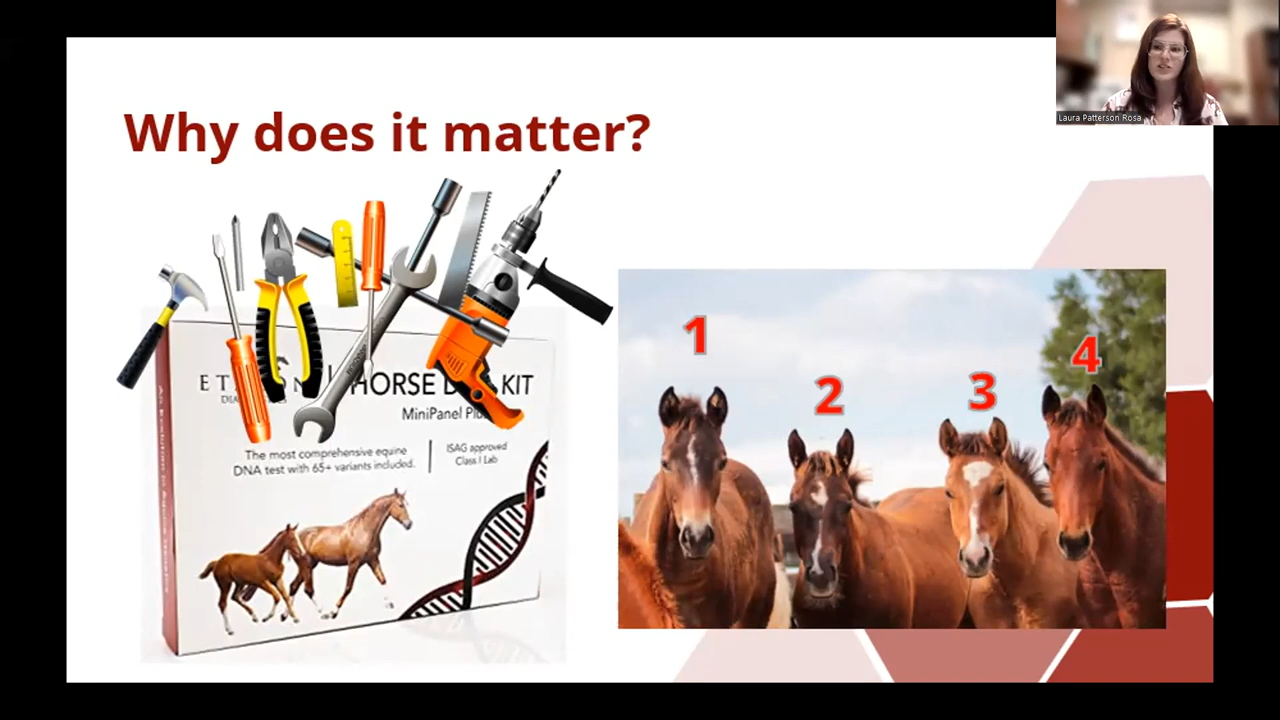 Laura Patterson Rosa
Why does it matter?
HORSE KIT
MiniPanel
The most comprehensive equine
DNA test with 65+ variants included.
ISAG approved
Class I Lab
1
2
3
4